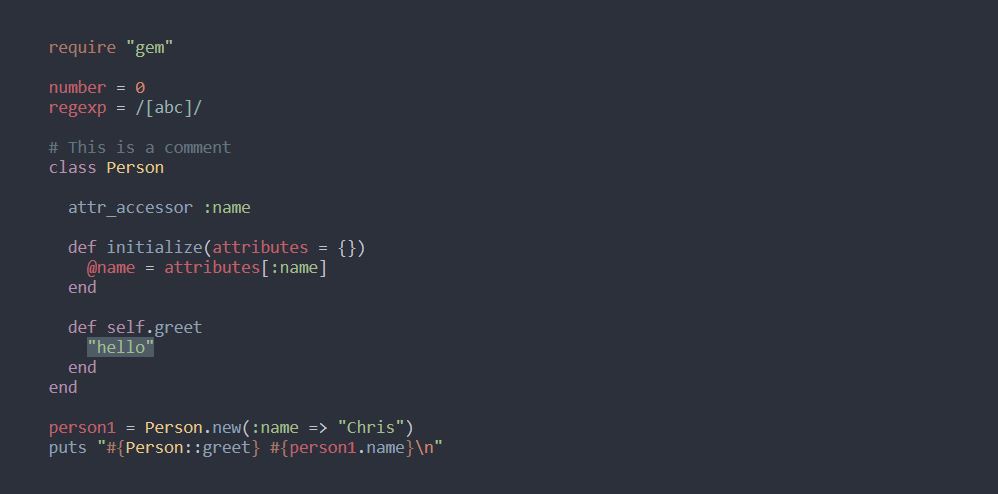 require "gem"

number = 0
regexp = /[abc]/

# This is a comment
class Person

  attr_accessor :name

  def initialize(attributes = {})
    @name = attributes[:name]
  end

  def self.greet
    "hello"
  end
end

person1 = Person.new(:name => "Chris")
puts "#{Person::greet} #{person1.name}\n"